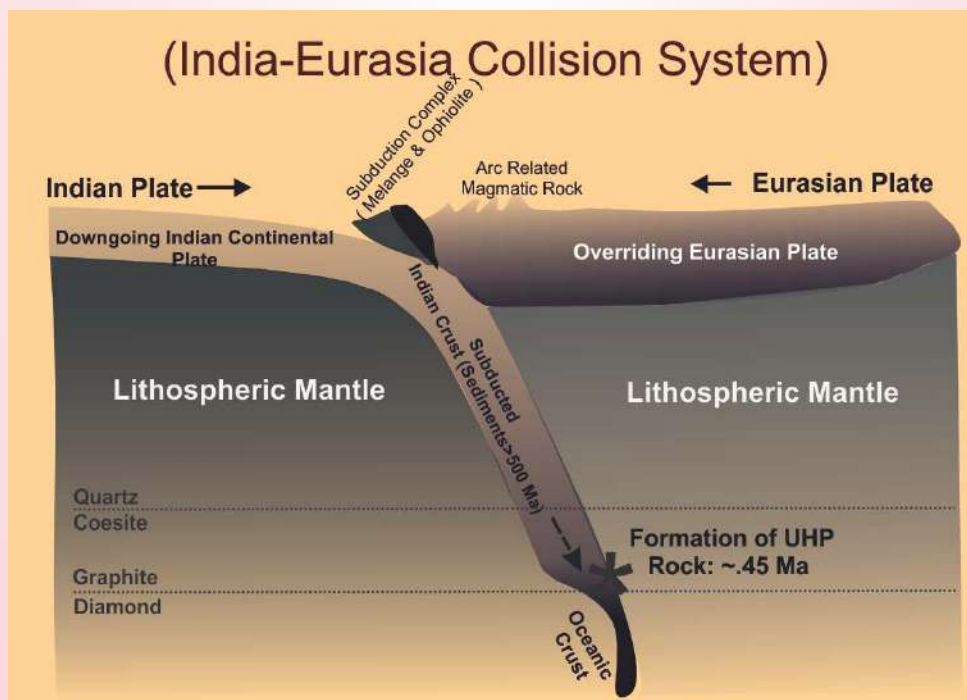 (India-Eurasia Collision System)
Subduction Complex
( Melange & Ophiolite )
Arc Related
Magmatic Rock
Indian Plate
Eurasian Plate
Downgoing Indian Continental
Plate
Overriding Eurasian Plate
Subducted
Indian Crust (Sediments>500 Ma)
Lithospheric Mantle
Lithospheric Mantle
Quartz
Coesite
Formation of UHP
Rock: ~.45 Ma
Graphite
Diamond
Oceanic
Crust